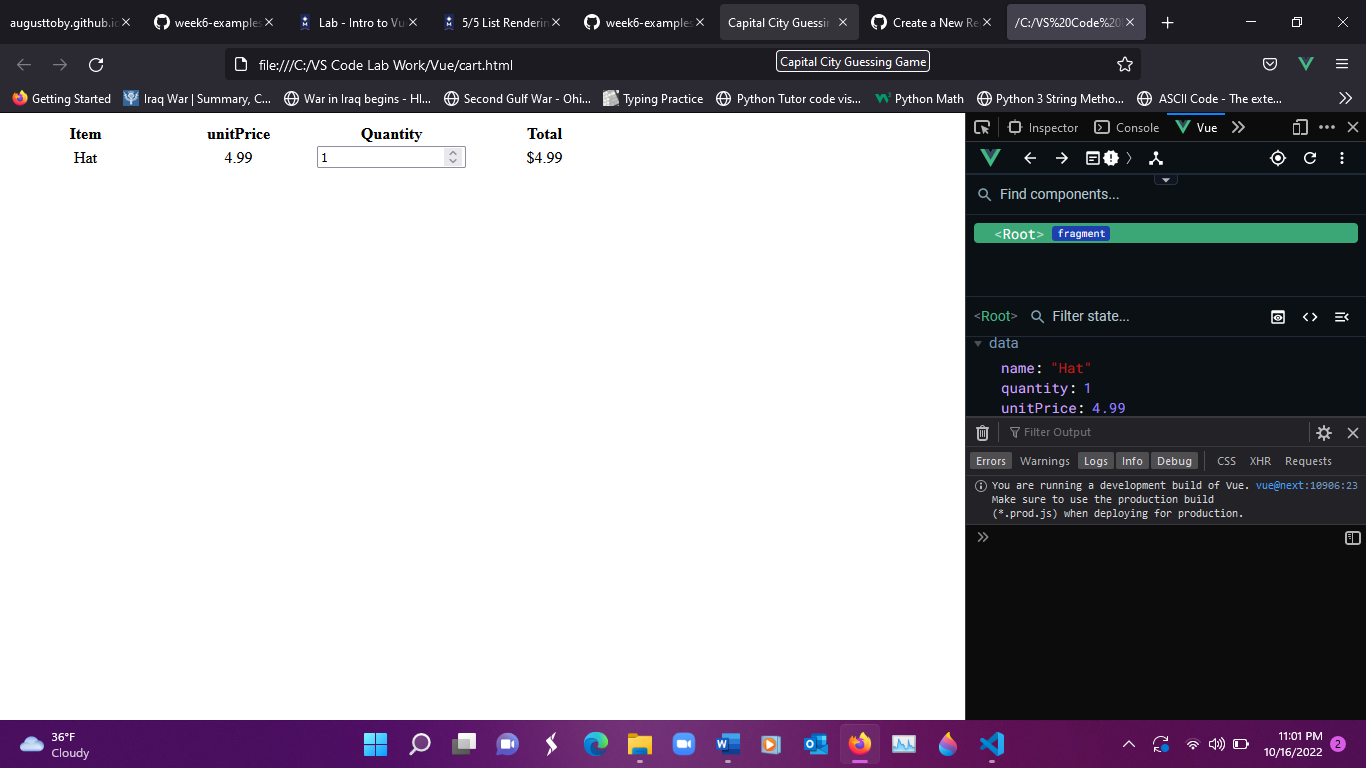 augusttoby.github.io
week6-examples
Lab - Intro to Vu
5/5 List Renderin
week6-examples
Capital City Guessi
Create a New Re
/C:/VS%20Code%20
file:///C:/VS Code Lab Work/Vue/cart.html
Capital City Guessing Game
Getting Started
Iraq War | Summary, C...
War in Iraq begins - HI...
Second Gulf War - Ohi...
Typing Practice
Python Tutor code vis...
Python Math
Python 3 String Metho...
ASCII Code - The exte...
Item unitPrice Quantity Total
Hat 4.99 1 $4.99
Inspector Console Vue
Find components...
<Root> fragment
<Root> Filter state...
data
name: "Hat"
quantity: 1
unitPrice: 4.99
Filter Output
Errors Warnings Logs Info Debug CSS XHR Requests
You are running a development build of Vue. vue@next:10906:23
Make sure to use the production build
(*.prod.js) when deploying for production.
36°F
Cloudy
11:01 PM
10/16/2022
2